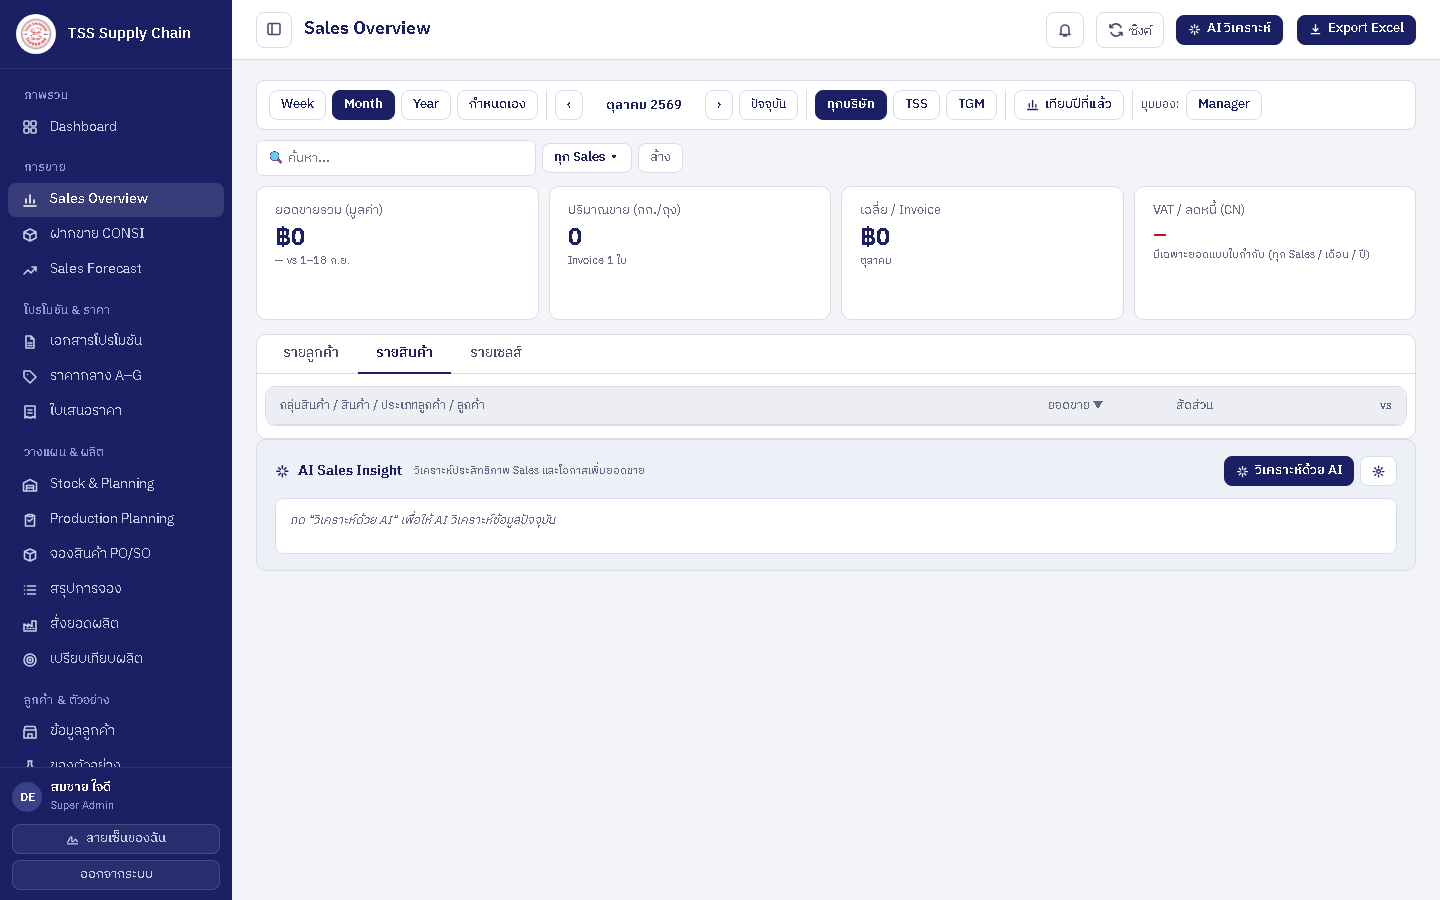 TSS Supply Chain
ภาพรวม
Dashboard
การขาย
Sales Overview
ฝากขาย CONSI
Sales Forecast
โปรโมชัน & ราคา
เอกสารโปรโมชัน
ราคากลาง A–G
ใบเสนอราคา
วางแผน & ผลิต
Stock & Planning
Production Planning
จองสินค้า PO/SO
สรุปการจอง
สั่งยอดผลิต
เปรียบเทียบผลิต
ลูกค้า & ตัวอย่าง
ข้อมูลลูกค้า
ของตัวอย่าง
DE
สมชาย ใจดี
Super Admin
ลายเซ็นของฉัน
ออกจากระบบ
Sales Overview
ซิงค์
AI วิเคราะห์
Export Excel
Week Month Year กำหนดเอง ‹ ตุลาคม 2569 › ปัจจุบัน ทุกบริษัท TSS TGM เทียบปีที่แล้ว มุมมอง: Manager
ค้นหา... ทุก Sales ▾ ล้าง
ยอดขายรวม (มูลค่า)
฿0
— vs 1–18 ก.ย.
ปริมาณขาย (กก./ถุง)
0
Invoice 1 ใบ
เฉลี่ย / Invoice
฿0
ตุลาคม
VAT / ลดหนี้ (CN)
—
มีเฉพาะยอดแบบใบกำกับ (ทุก Sales / เดือน / ปี)
รายลูกค้า รายสินค้า รายเซลส์
กลุ่มสินค้า / สินค้า / ประเภทลูกค้า / ลูกค้า ยอดขาย ▼ สัดส่วน vs
AI Sales Insight วิเคราะห์ประสิทธิภาพ Sales และโอกาสเพิ่มยอดขาย
วิเคราะห์ด้วย AI
กด "วิเคราะห์ด้วย AI" เพื่อให้ AI วิเคราะห์ข้อมูลปัจจุบัน